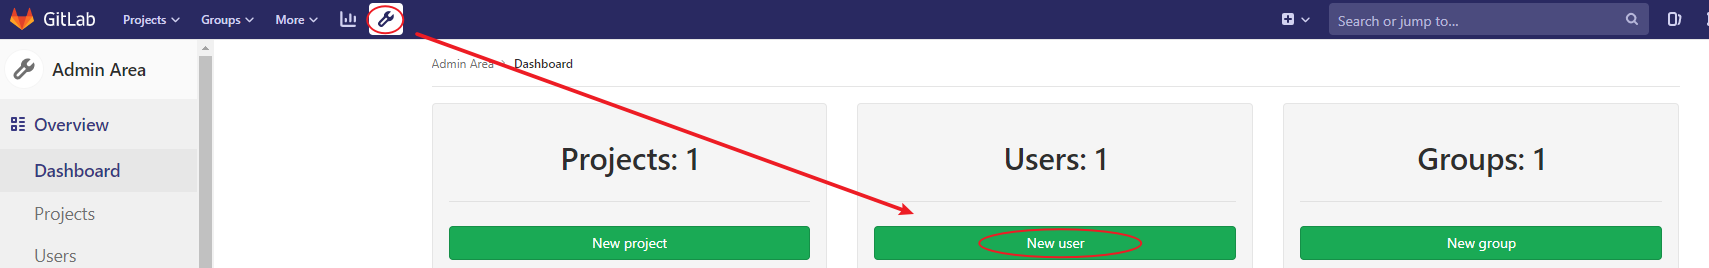 GitLab Projects Groups More Search or jump to...
Admin Area
Admin Area > Dashboard
Overview
Dashboard
Projects
Users
Projects: 1
New project
Users: 1
New user
Groups: 1
New group